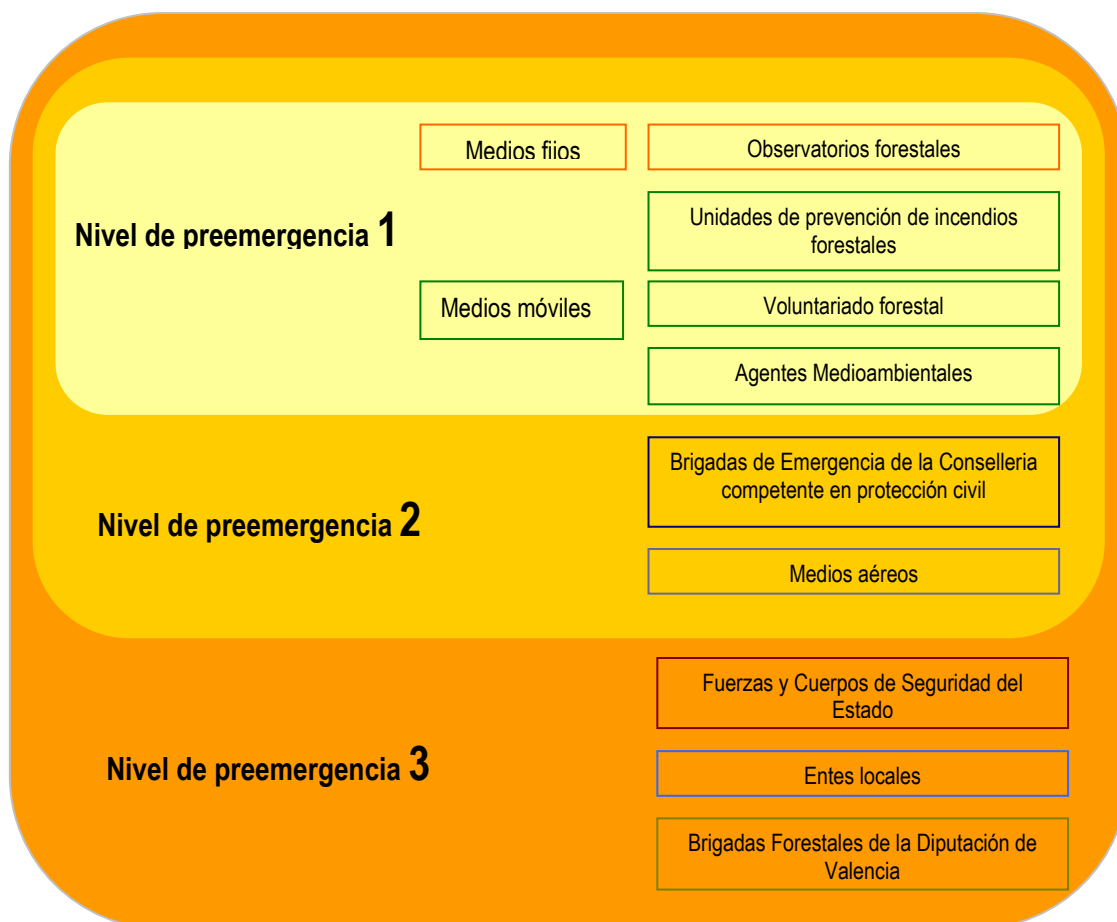 Medios fijos
Observatorios forestales
Nivel de preemergencia 1
Unidades de prevención de incendios
forestales
Medios móviles
Voluntariado forestal
Agentes Medioambientales
Nivel de preemergencia 2
Brigadas de Emergencia de la Conselleria
competente en protección civil
Medios aéreos
Nivel de preemergencia 3
Fuerzas y Cuerpos de Seguridad del
Estado
Entes locales
Brigadas Forestales de la Diputación de
Valencia